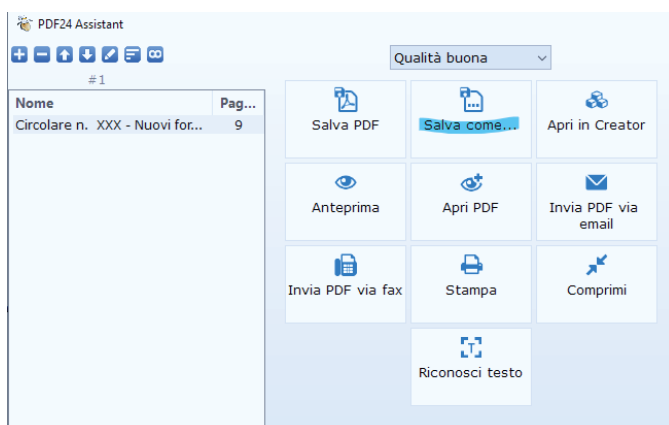 PDF24 Assistant
Qualità buona
#1
Nome Pag...
Circolare n. XXX - Nuovi for... 9
Salva PDF Salva come... Apri in Creator
Anteprima Apri PDF Invia PDF via
email
Invia PDF via fax Stampa Comprimi
Riconosci testo